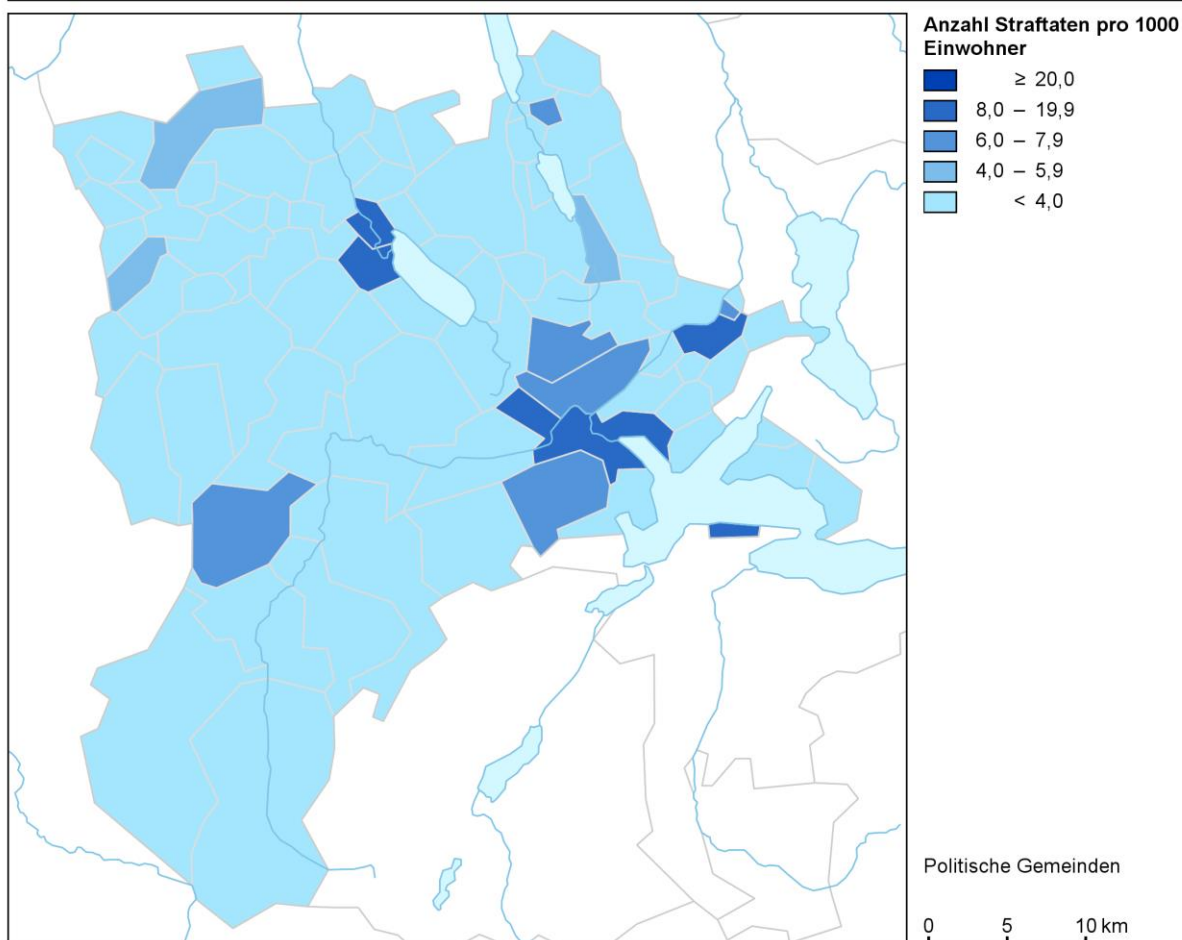 Anzahl Straftaten pro 1000
Einwohner
≥ 20,0
8,0 – 19,9
6,0 – 7,9
4,0 – 5,9
< 4,0
Politische Gemeinden
0 5 10 km